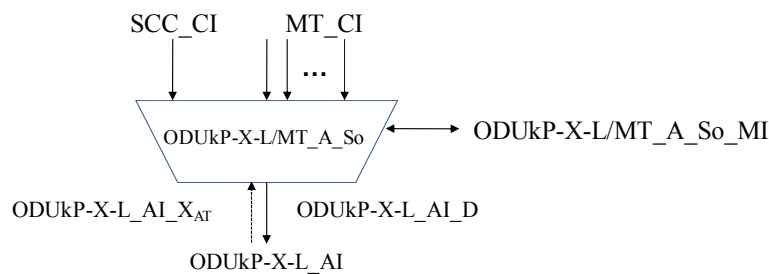 SCC_CI MT_CI
...
ODUkP-X-L/MT_A_So
ODUkP-X-L/MT_A_So_MI
ODUkP-X-L_AI_XAT ODUkP-X-L_AI_D
ODUkP-X-L_AI